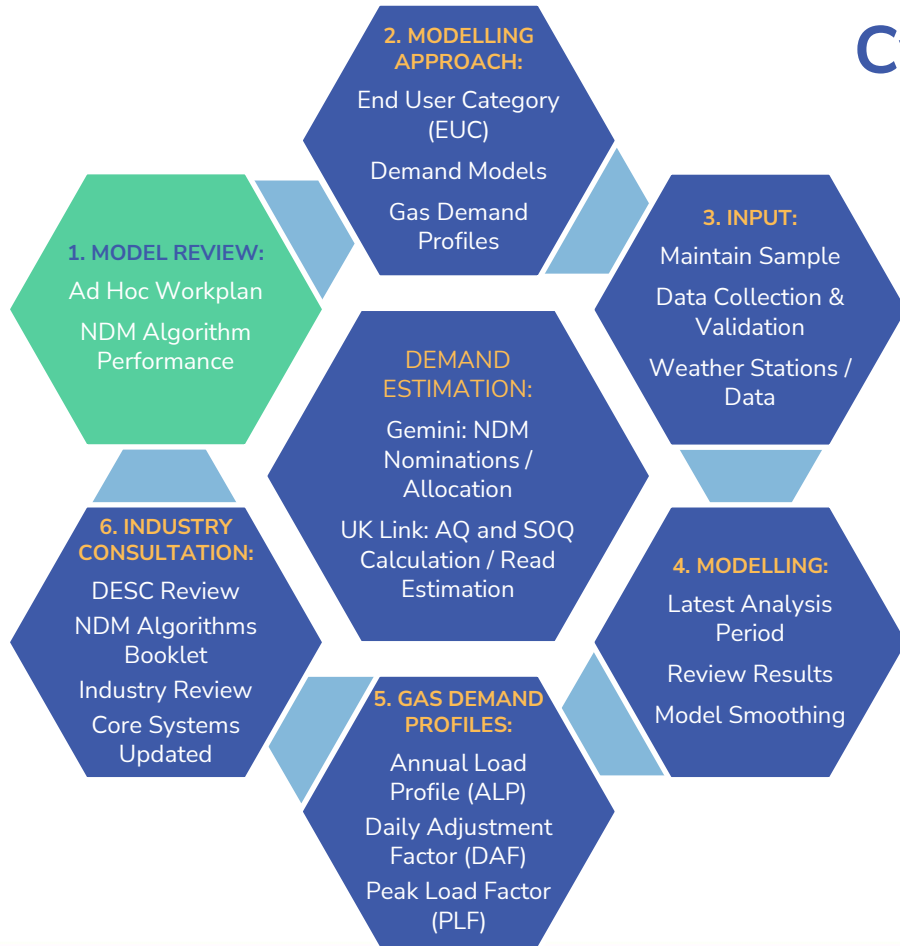 2. MODELLING
APPROACH:
End User Category
(EUC)
Demand Models
Gas Demand
Profiles
1. MODEL REVIEW:
Ad Hoc Workplan
NDM Algorithm
Performance
3. INPUT:
Maintain Sample
Data Collection &
Validation
Weather Stations /
Data
DEMAND
ESTIMATION:
Gemini: NDM
Nominations /
Allocation
UK Link: AQ and SOQ
Calculation / Read
Estimation
6. INDUSTRY
CONSULTATION:
DESC Review
NDM Algorithms
Booklet
Industry Review
Core Systems
Updated
4. MODELLING:
Latest Analysis
Period
Review Results
Model Smoothing
5. GAS DEMAND
PROFILES:
Annual Load
Profile (ALP)
Daily Adjustment
Factor (DAF)
Peak Load Factor
(PLF)